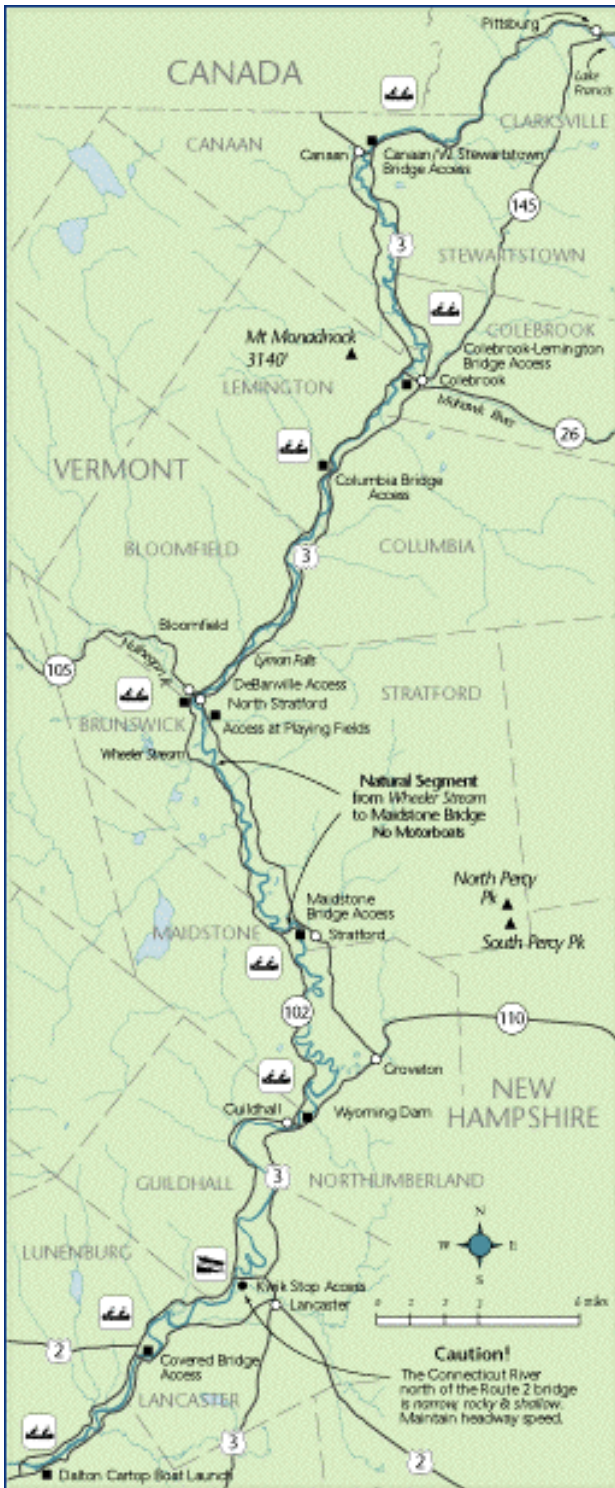 Pittsburg
CANADA
Lake
Francis
CLARKSVILLE
CANAAN
Canaan
Canaan/W. Stewartstown
Bridge Access
145
3
STEWARTSTOWN
COLEBROOK
Mt Monadnock
3140'
Colebrook-Lemington
Bridge Access
LEMINGTON
Colebrook
Mohawk River
26
VERMONT
Columbia Bridge
Access
BLOOMFIELD
3
COLUMBIA
Bloomfield
Nulhegan R.
Lyman Falls
105
DeBanville Access
STRATFORD
North Stratford
BRUNSWICK
Access at Playing Fields
Wheeler Stream
Natural Segment
from Wheeler Stream
to Maidstone Bridge
No Motorboats
North Percy
Pk
Maidstone
Bridge Access
MAIDSTONE
Stratford
South Percy Pk
102
110
Groveton
NEW
HAMPSHIRE
Guildhall
Wyoming Dam
GUILDHALL
3
NORTHUMBERLAND
N
W
E
S
LUNENBURG
Kwik Stop Access
Lancaster
0 1 2 3 6 miles
2
Covered Bridge
Access
Caution!
The Connecticut River
north of the Route 2 bridge
is narrow, rocky & shallow.
Maintain headway speed.
LANCASTER
3
2
Dalton Cartop Boat Launch